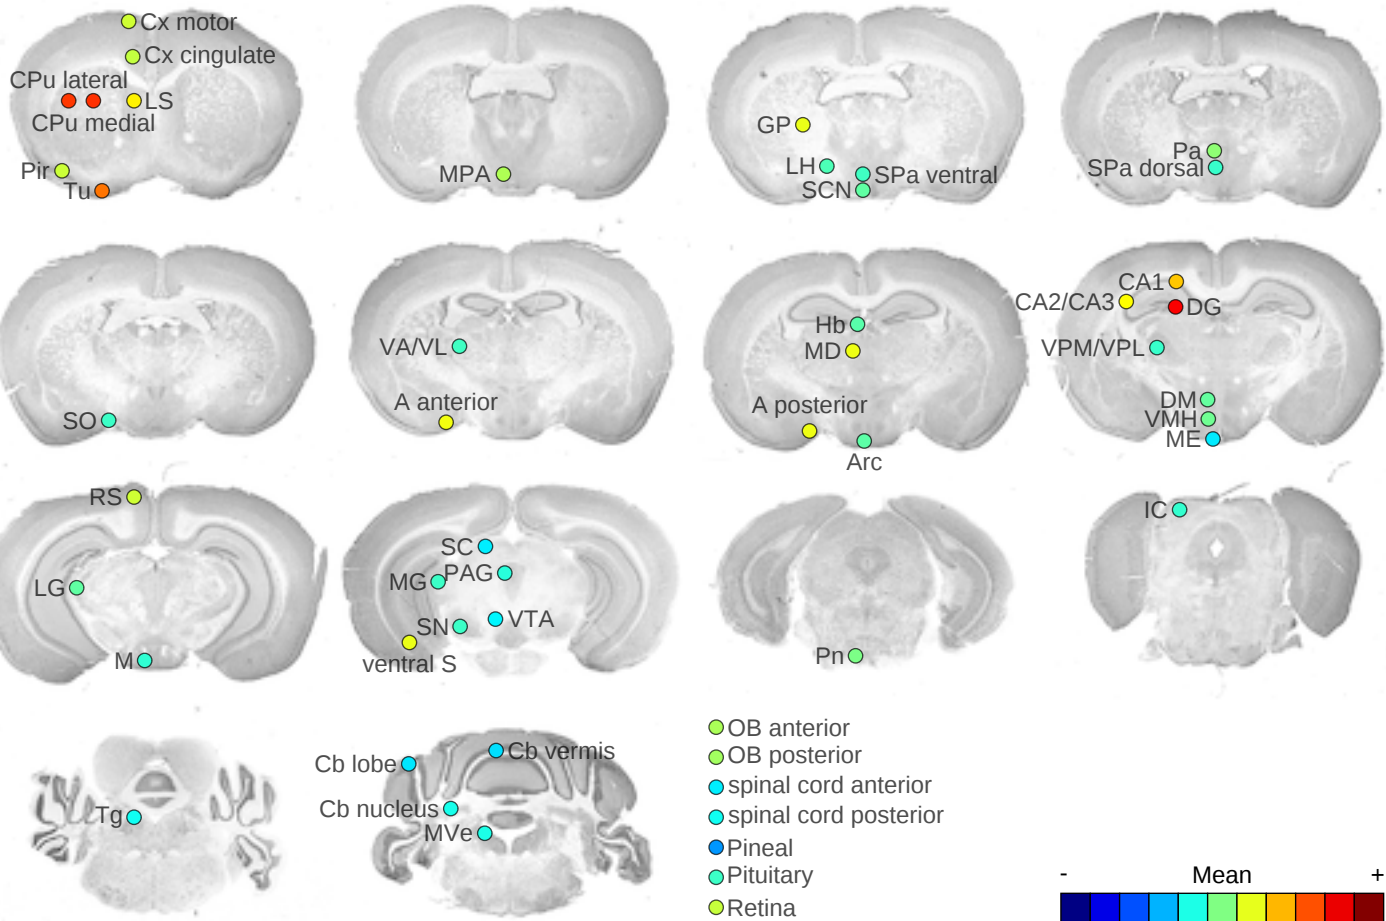 Cx motor
Cx cingulate
CPu lateral
LS
CPu medial
Pir
Tu
MPA
GP
LH
SPa ventral
SCN
Pa
SPa dorsal
SO
VA/VL
A anterior
Hb
MD
A posterior
Arc
CA1
CA2/CA3
DG
VPM/VPL
DM
VMH
ME
RS
LG
M
SC
PAG
MG
VTA
SN
ventral S
Pn
IC
Tg
Cb vermis
Cb lobe
Cb nucleus
MVe
OB anterior
OB posterior
spinal cord anterior
spinal cord posterior
Pineal
Pituitary
Retina
- Mean +